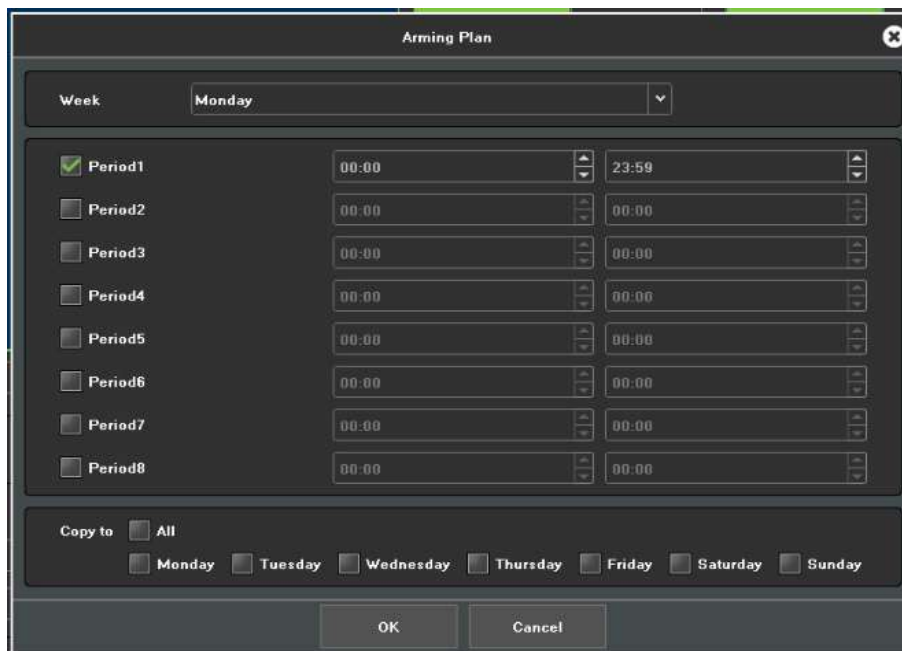 Arming Plan
Week Monday
Period1 00:00 23:59
Period2 00:00 00:00
Period3 00:00 00:00
Period4 00:00 00:00
Period5 00:00 00:00
Period6 00:00 00:00
Period7 00:00 00:00
Period8 00:00 00:00
Copy to All
Monday Tuesday Wednesday Thursday Friday Saturday Sunday
OK Cancel